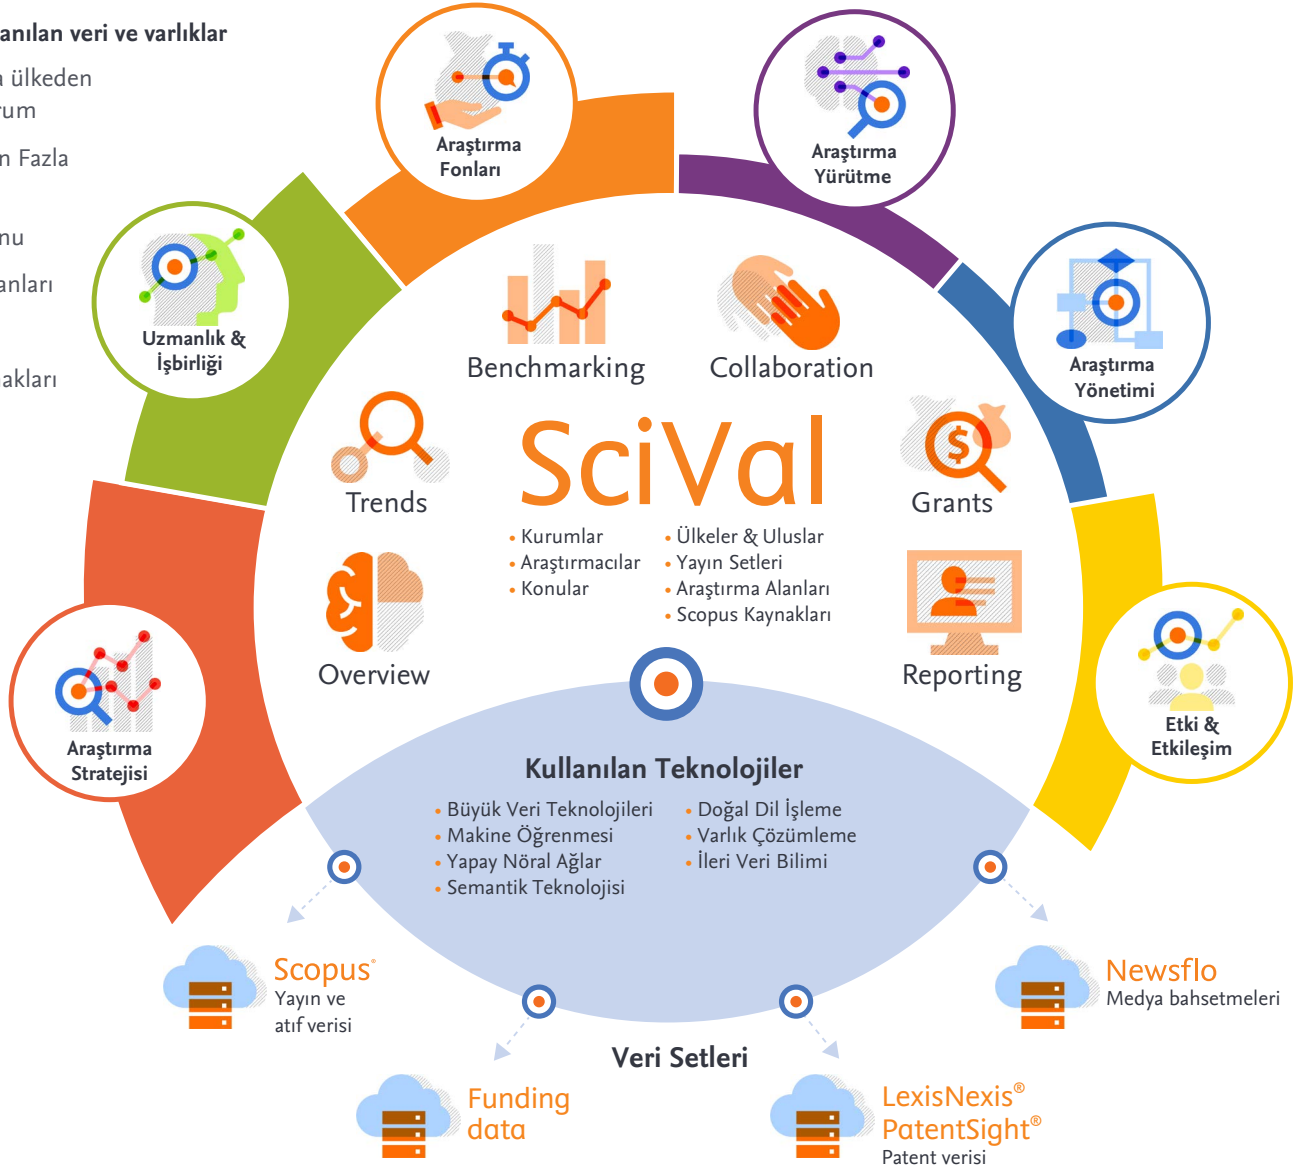 anılan veri ve varlıklar
ülkeden
rum
n Fazla
nu
anları
akları
Araştırma
Fonları
Araştırma
Yürütme
Uzmanlık &
İşbirliği
Araştırma
Yönetimi
Benchmarking
Collaboration
Trends
SciVal
Grants
• Kurumlar
• Araştırmacılar
• Konular
• Ülkeler & Uluslar
• Yayın Setleri
• Araştırma Alanları
• Scopus Kaynakları
Overview
Reporting
Araştırma
Stratejisi
Etki &
Etkileşim
Kullanılan Teknolojiler
• Büyük Veri Teknolojileri
• Makine Öğrenmesi
• Yapay Nöral Ağlar
• Semantik Teknolojisi
• Doğal Dil İşleme
• Varlık Çözümleme
• İleri Veri Bilimi
Scopus®
Yayın ve
atıf verisi
Newsflo
Medya bahsetmeleri
Veri Setleri
Funding
data
LexisNexis®
PatentSight®
Patent verisi